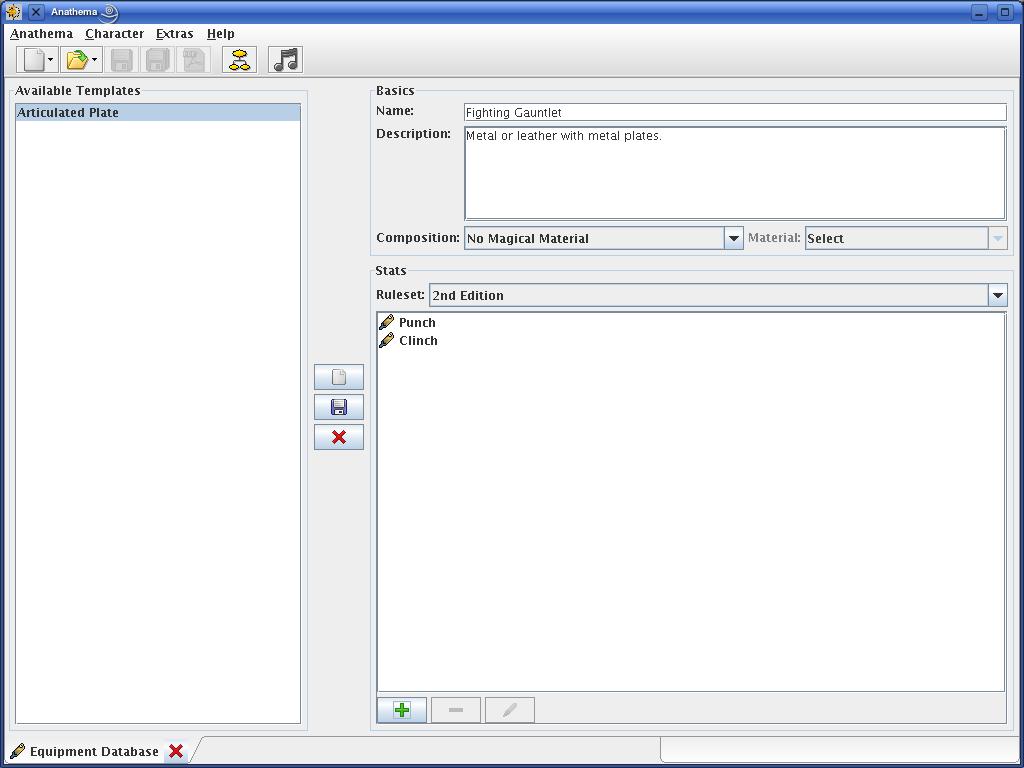 Anathema
Anathema Character Extras Help
Available Templates
Articulated Plate
Basics
Name: Fighting Gauntlet
Description: Metal or leather with metal plates.
Composition: No Magical Material Material: Select
Stats
Ruleset: 2nd Edition
Punch
Clinch
Equipment Database